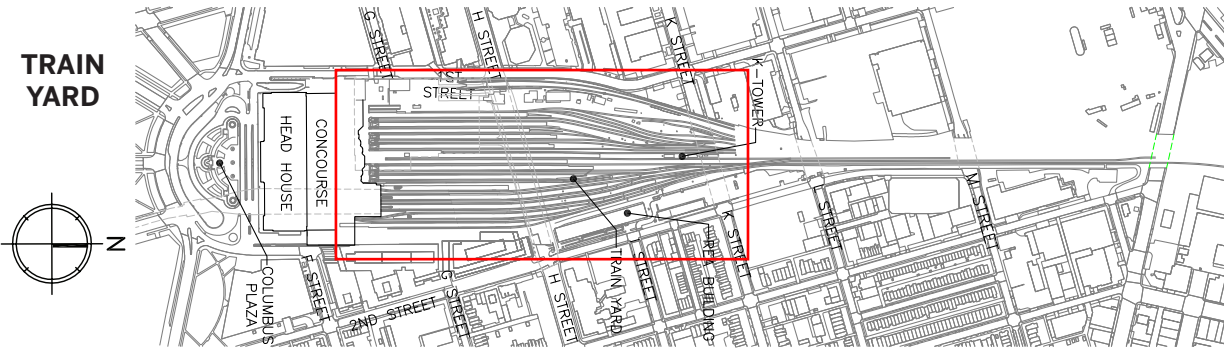 TRAIN
YARD
N
G STREET
H STREET
K STREET
1ST
STREET
K-TOWER
HEAD HOUSE
CONCOURSE
L STREET
M STREET
COLUMBUS
PLAZA
F STREET
2ND STREET
G STREET
H STREET
TRAIN YARD
I STREET
REA BUILDING
K STREET